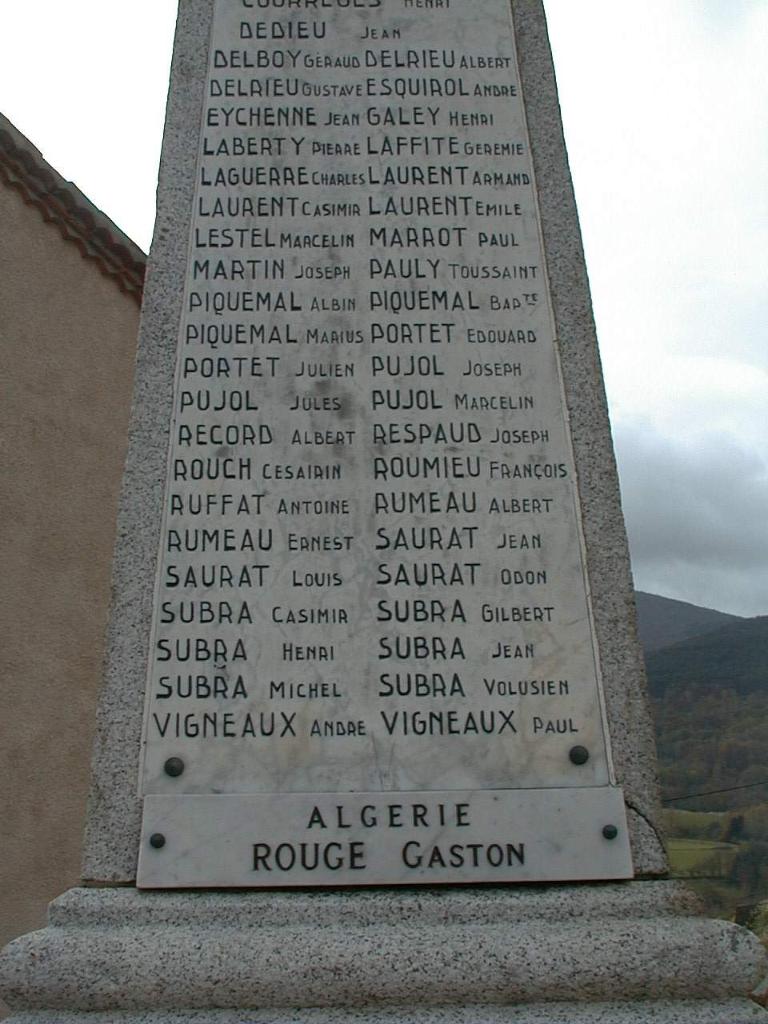 COURREGES HENRI
DEDIEU JEAN
DELBOY GERAUD DELRIEU ALBERT
DELRIEU GUSTAVE ESQUIROL ANDRE
EYCHENNE JEAN GALEY HENRI
LABERTY PIERRE LAFFITE GEREMIE
LAGUERRE CHARLES LAURENT ARMAND
LAURENT CASIMIR LAURENT EMILE
LESTEL MARCELIN MARROT PAUL
MARTIN JOSEPH PAULY TOUSSAINT
PIQUEMAL ALBIN PIQUEMAL BAPTE
PIQUEMAL MARIUS PORTET EDOUARD
PORTET JULIEN PUJOL JOSEPH
PUJOL JULES PUJOL MARCELIN
RECORD ALBERT RESPAUD JOSEPH
ROUCH CESAIRIN ROUMIEU FRANÇOIS
RUFFAT ANTOINE RUMEAU ALBERT
RUMEAU ERNEST SAURAT JEAN
SAURAT LOUIS SAURAT ODON
SUBRA CASIMIR SUBRA GILBERT
SUBRA HENRI SUBRA JEAN
SUBRA MICHEL SUBRA VOLUSIEN
VIGNEAUX ANDRE VIGNEAUX PAUL
ALGERIE
ROUGE GASTON